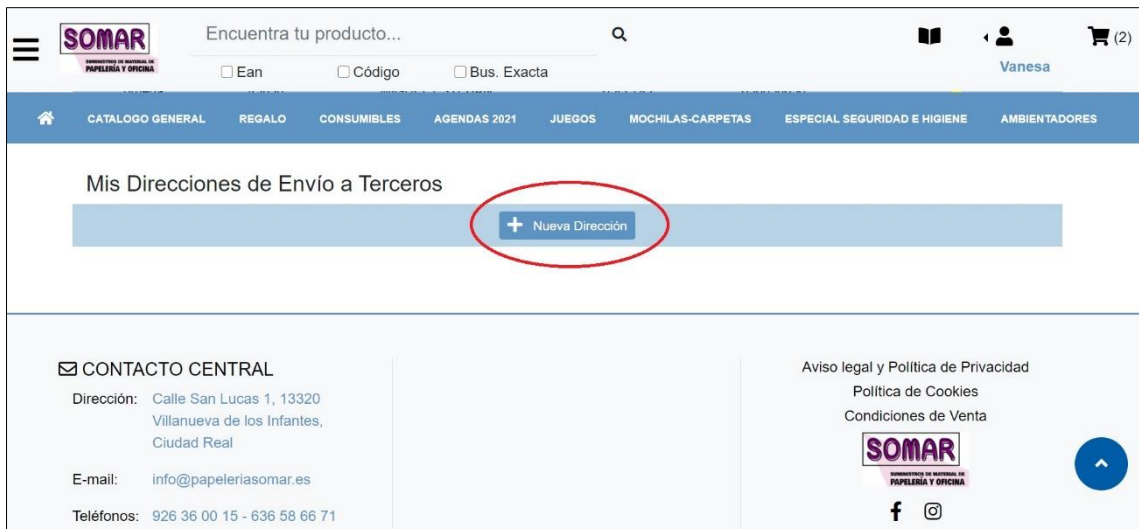 SOMAR
SUMINISTROS DE MATERIAL DE
PAPELERÍA Y OFICINA
Encuentra tu producto...
Ean
Código
Bus. Exacta
(2)
Vanesa
CATALOGO GENERAL REGALO CONSUMIBLES AGENDAS 2021 JUEGOS MOCHILAS-CARPETAS ESPECIAL SEGURIDAD E HIGIENE AMBIENTADORES
Mis Direcciones de Envío a Terceros
Nueva Dirección
CONTACTO CENTRAL
Dirección: Calle San Lucas 1, 13320
Villanueva de los Infantes,
Ciudad Real
E-mail: info@papeleriasomar.es
Teléfonos: 926 36 00 15 - 636 58 66 71
Aviso legal y Política de Privacidad
Política de Cookies
Condiciones de Venta
SOMAR
SUMINISTROS DE MATERIAL DE
PAPELERÍA Y OFICINA